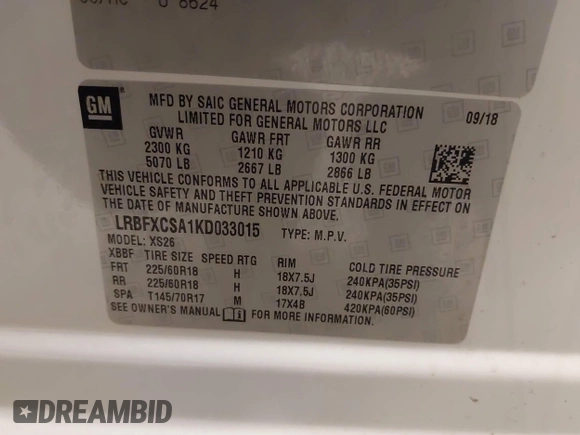 U 8624
GM
MFD BY SAIC GENERAL MOTORS CORPORATION
LIMITED FOR GENERAL MOTORS LLC
09/18
GVWR GAWR FRT GAWR RR
2300 KG 1210 KG 1300 KG
5070 LB 2667 LB 2866 LB
THIS VEHICLE CONFORMS TO ALL APPLICABLE U.S. FEDERAL MOTOR
VEHICLE SAFETY AND THEFT PREVENTION STANDARDS IN EFFECT ON
THE DATE OF MANUFACTURE SHOWN ABOVE.
LRBFXCSA1KD033015 TYPE: M.P.V.
MODEL: XS26
XBBF TIRE SIZE SPEED RTG RIM COLD TIRE PRESSURE
FRT 225/60R18 H 18X7.5J 240KPA(35PSI)
RR 225/60R18 H 18X7.5J 240KPA(35PSI)
SPA T145/70R17 M 17X4B 420KPA(60PSI)
SEE OWNER'S MANUAL FOR MORE INFORMATION.
DREAMBID